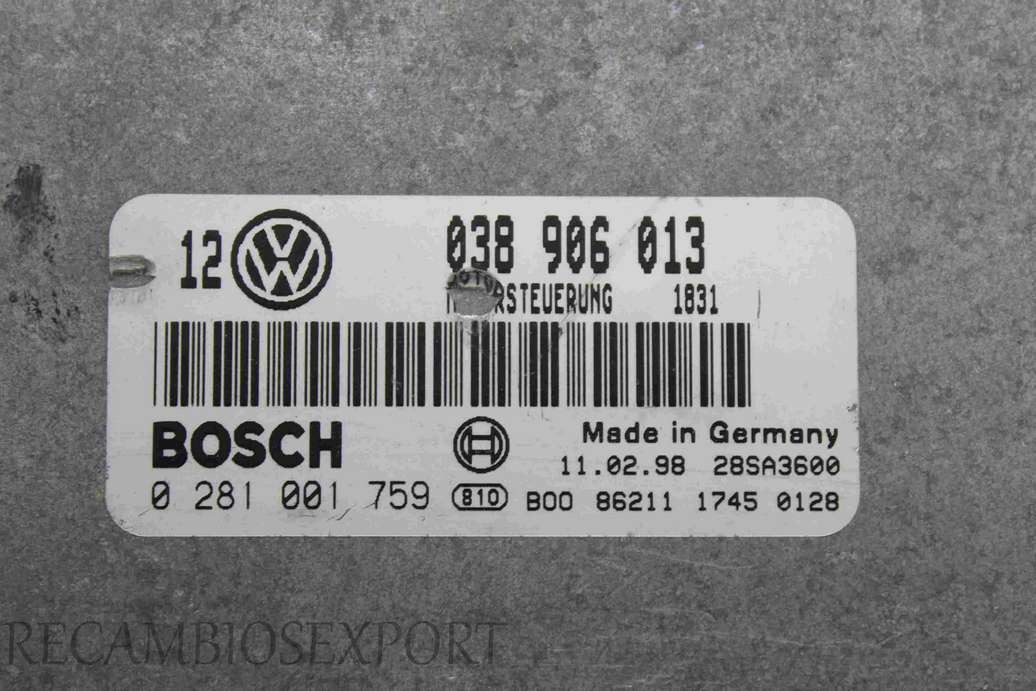 12 038 906 013
MOTORSTEUERUNG 1831
BOSCH
Made in Germany
11.02.98 28SA3600
0 281 001 759 810 B00 86211 1745 0128
RECAMBIOSEXPORT